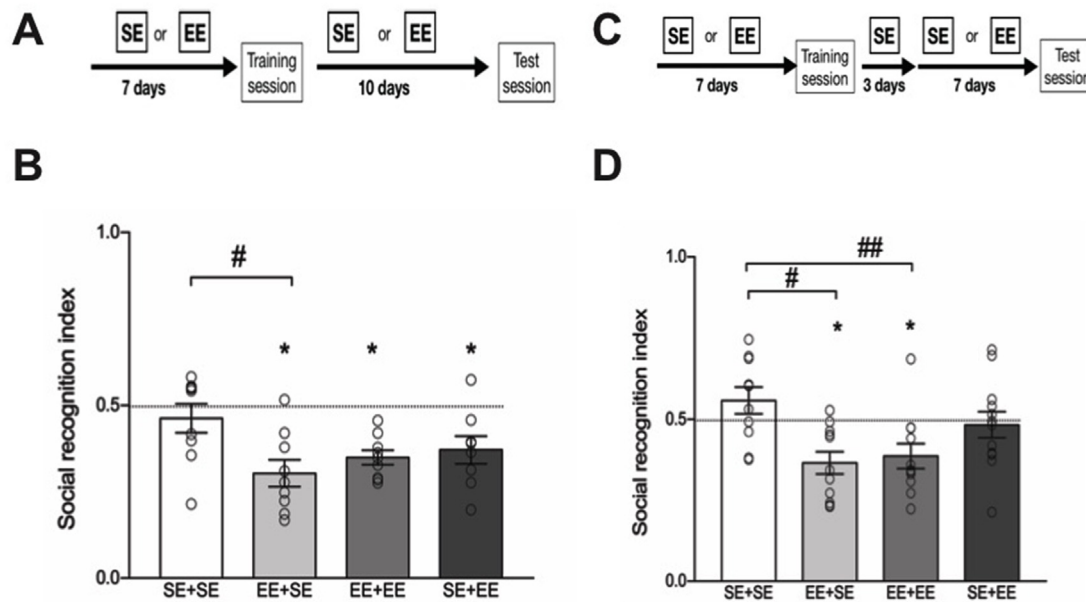 A
SE or EE
7 days
Training
session
SE or EE
10 days
Test
session
C
SE or EE
7 days
Training
session
SE
3 days
SE or EE
7 days
Test
session
B
Social recognition index
1.0
0.5
0.0
#
* * *
SE+SE EE+SE EE+EE SE+EE
D
Social recognition index
1.0
0.5
0.0
##
#
* *
SE+SE EE+SE EE+EE SE+EE